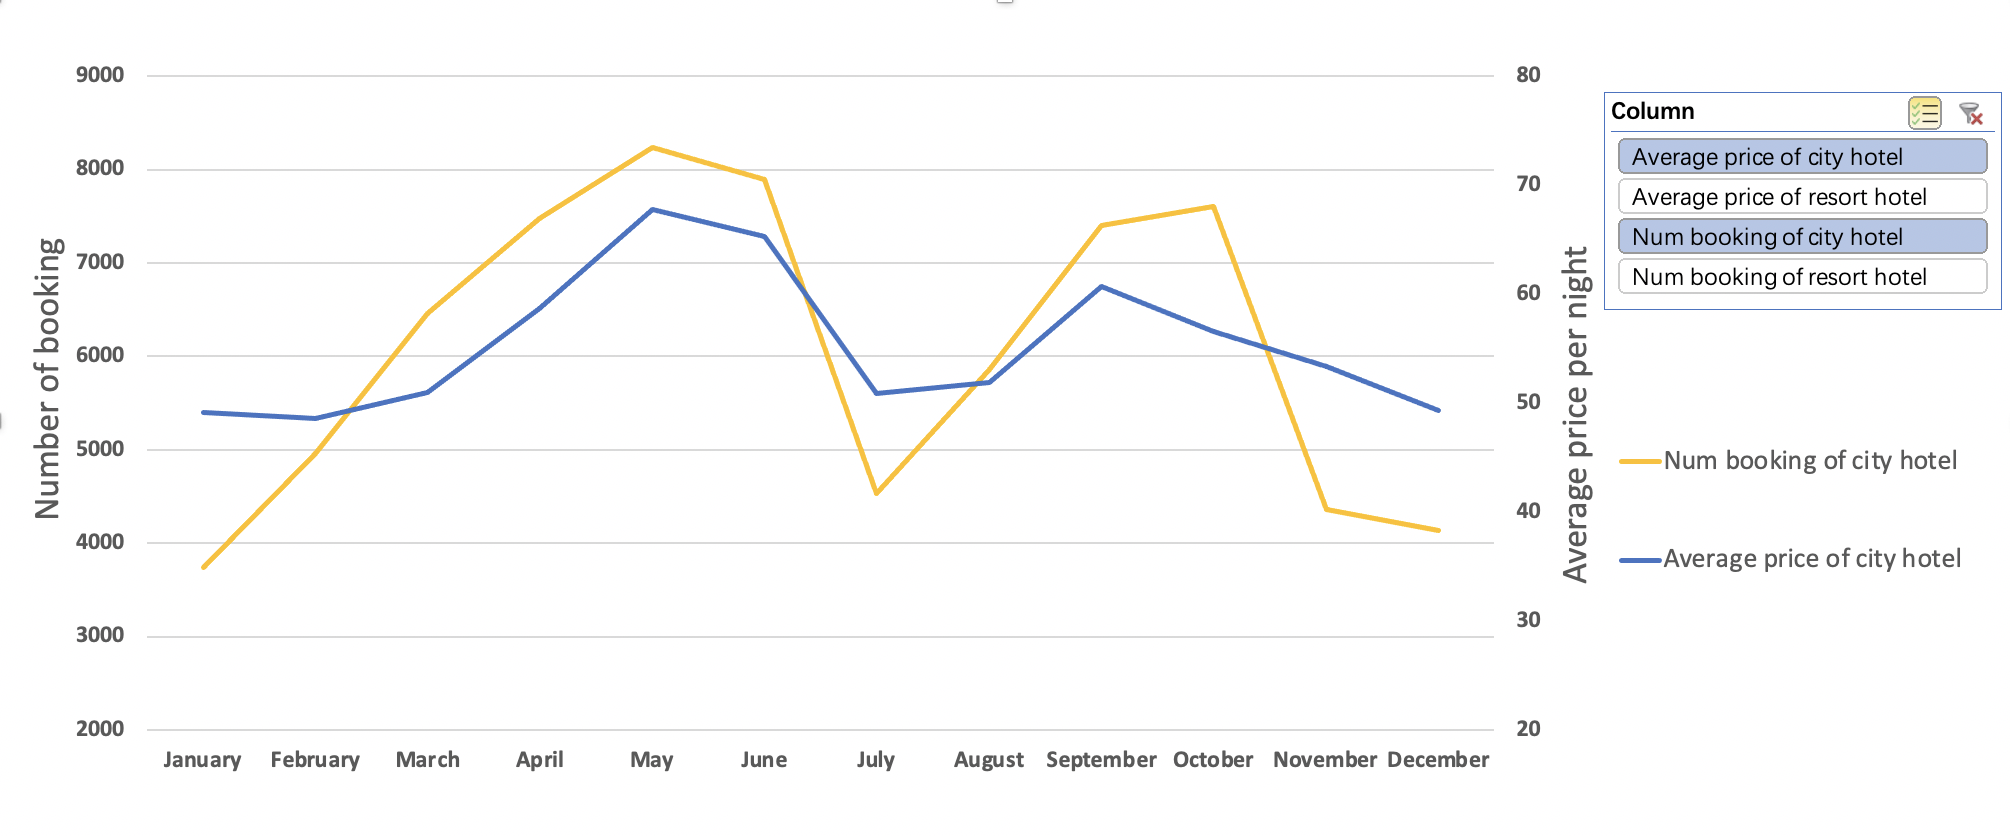 Number of booking
9000
8000
7000
6000
5000
4000
3000
2000
January February March April May June July August September October November December
80
70
60
50
40
30
20
Average price per night
Column
Average price of city hotel
Average price of resort hotel
Num booking of city hotel
Num booking of resort hotel
Num booking of city hotel
Average price of city hotel